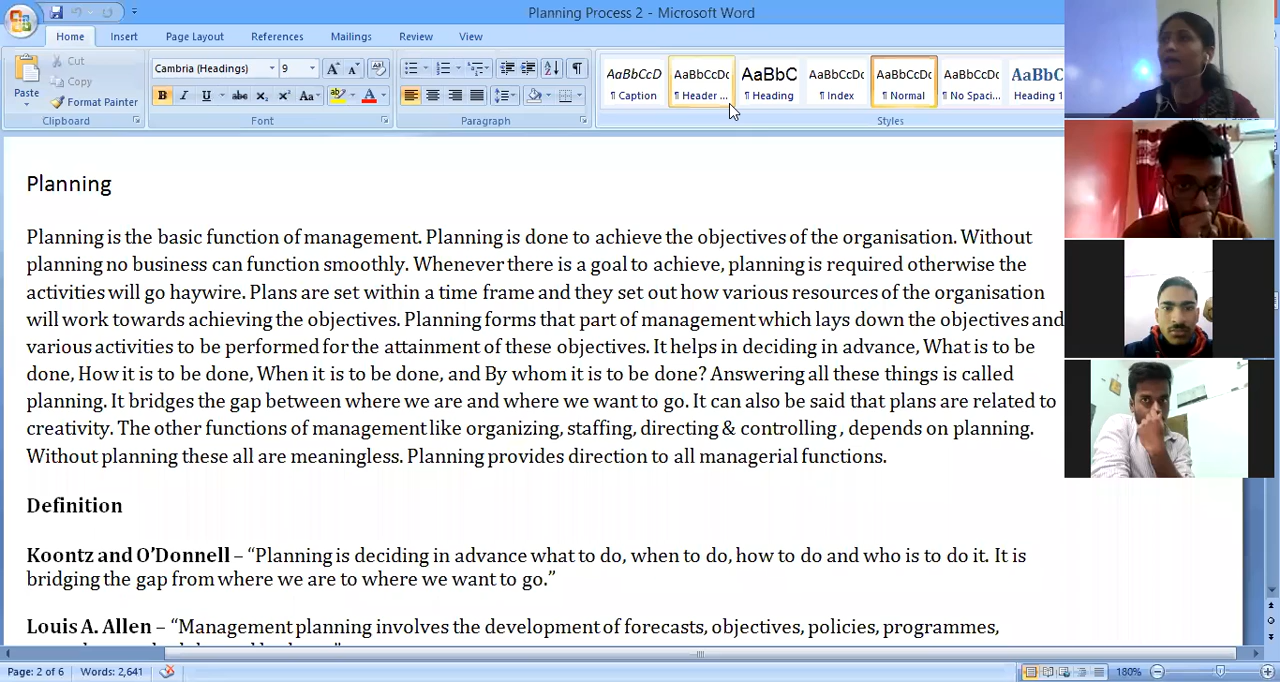 Planning Process 2 - Microsoft Word
Home Insert Page Layout References Mailings Review View
Paste
Cut
Copy
Format Painter
Clipboard
Cambria (Headings) 9
Font
Paragraph
AaBbCcD AaBbCcDc AaBbC AaBbCcDc AaBbCcDc AaBbCcDc AaBbC
¶ Caption ¶ Header ... ¶ Heading ¶ Index ¶ Normal ¶ No Spaci... Heading 1
Styles
Planning
Planning is the basic function of management. Planning is done to achieve the objectives of the organisation. Without
planning no business can function smoothly. Whenever there is a goal to achieve, planning is required otherwise the
activities will go haywire. Plans are set within a time frame and they set out how various resources of the organisation
will work towards achieving the objectives. Planning forms that part of management which lays down the objectives and
various activities to be performed for the attainment of these objectives. It helps in deciding in advance, What is to be
done, How it is to be done, When it is to be done, and By whom it is to be done? Answering all these things is called
planning. It bridges the gap between where we are and where we want to go. It can also be said that plans are related to
creativity. The other functions of management like organizing, staffing, directing & controlling , depends on planning.
Without planning these all are meaningless. Planning provides direction to all managerial functions.
Definition
Koontz and O’Donnell – “Planning is deciding in advance what to do, when to do, how to do and who is to do it. It is
bridging the gap from where we are to where we want to go.”
Louis A. Allen – “Management planning involves the development of forecasts, objectives, policies, programmes,
Page: 2 of 6 Words: 2,641 180%